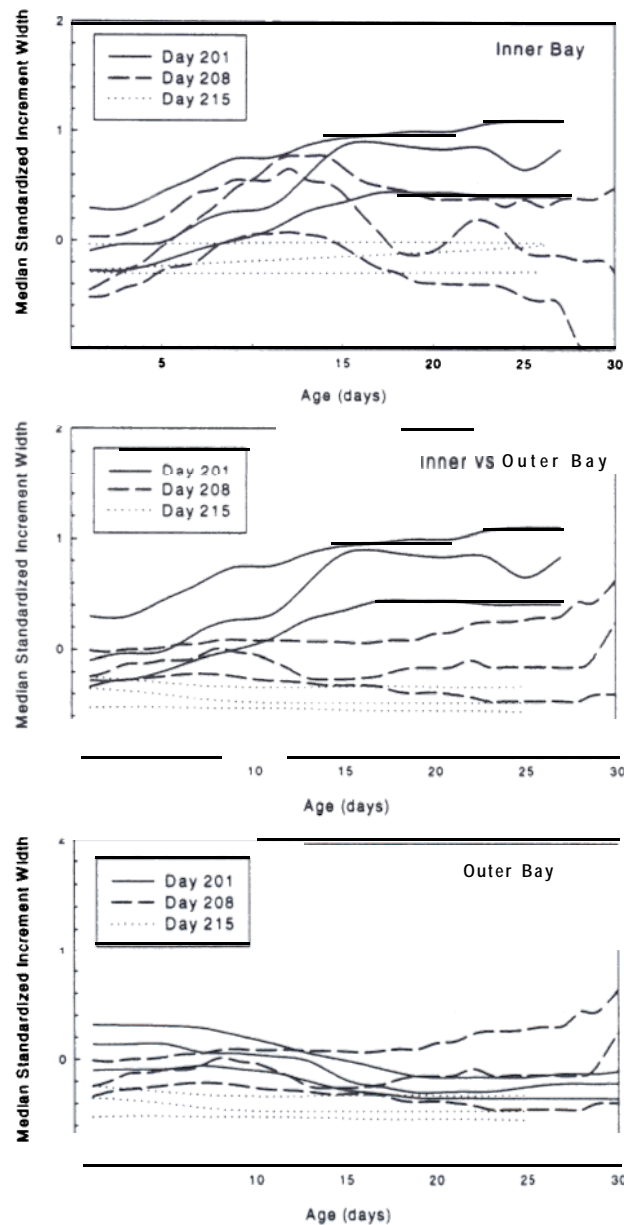 Median Standardized Increment Width
2
1
0
Day 201
Day 208
Day 215
Inner Bay
5 15 20 25 30
Age (days)
Median Standardized Increment Width
2
1
0
Day 201
Day 208
Day 215
Inner vs Outer Bay
10 15 20 25 30
Age (days)
Median Standardized Increment Width
2
1
0
Day 201
Day 208
Day 215
Outer Bay
10 15 20 25 30
Age (days)